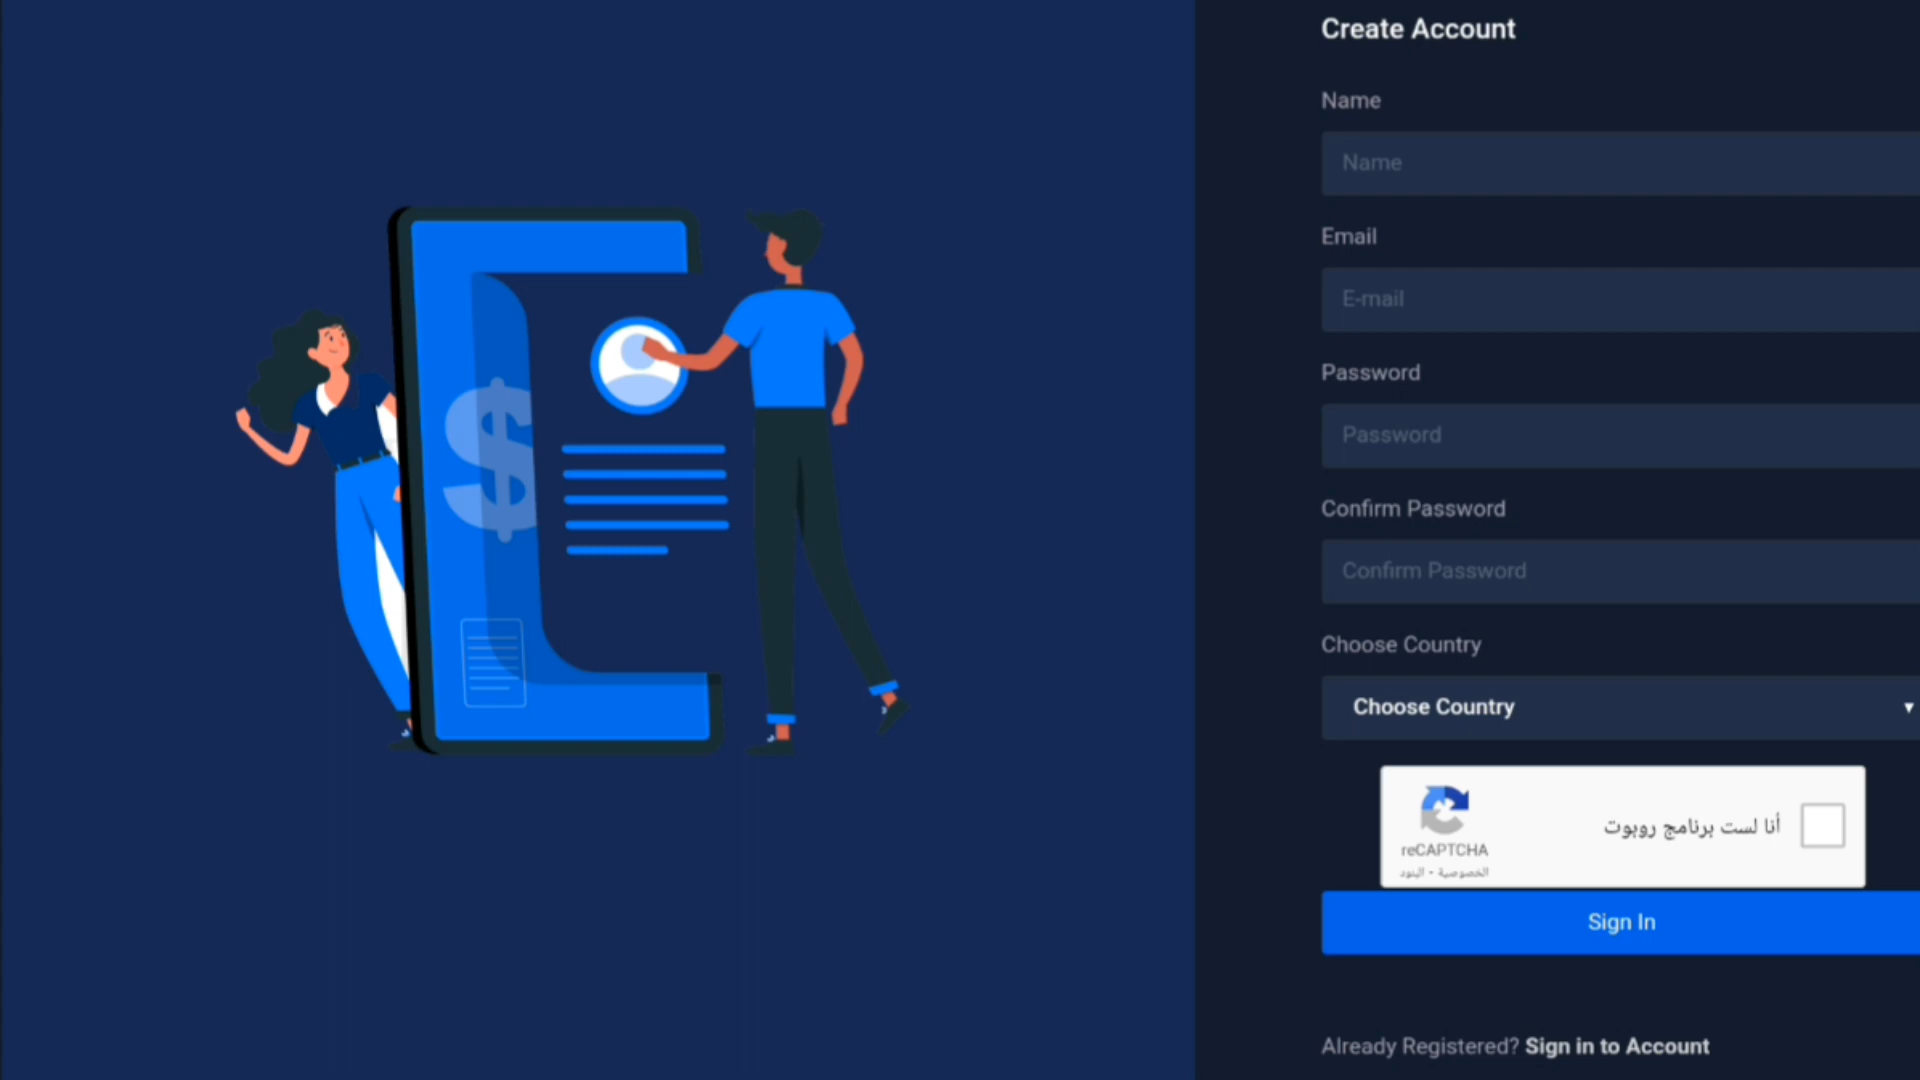 Create Account
Name
Name
Email
E-mail
Password
Password
Confirm Password
Confirm Password
Choose Country
Choose Country
أنا لست برنامج روبوت
reCAPTCHA
الخصوصية - البنود
Sign In
Already Registered? Sign in to Account
$